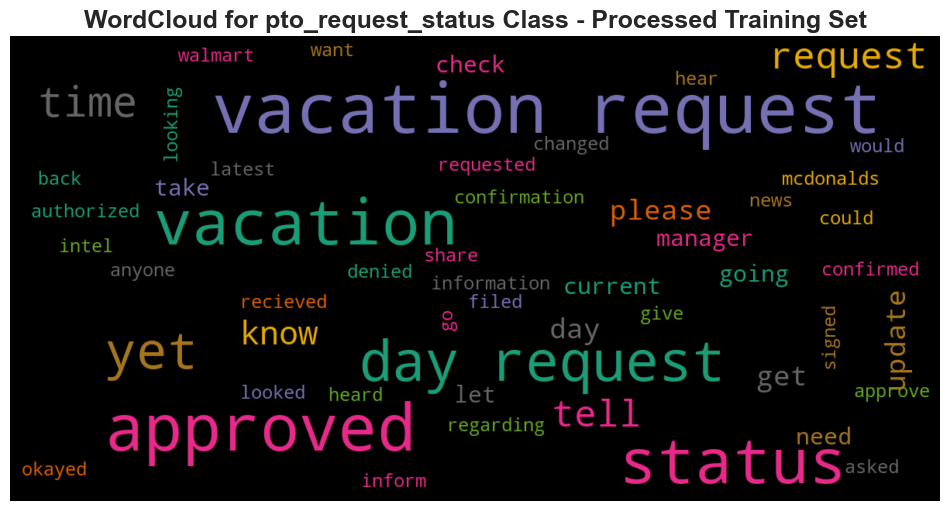 WordCloud for pto_request_status Class - Processed Training Set
walmart
want
check
request
hear
time
looking
vacation request
changed
would
latest
requested
back
take
confirmation
mcdonalds
news
authorized
vacation
please
could
intel
manager
share
anyone
denied
information
current
going
confirmed
recieved
filed
give
go
know
day
signed
update
yet
day request
get
looked
heard
let
approve
approved
regarding
tell
need
status
okayed
inform
asked